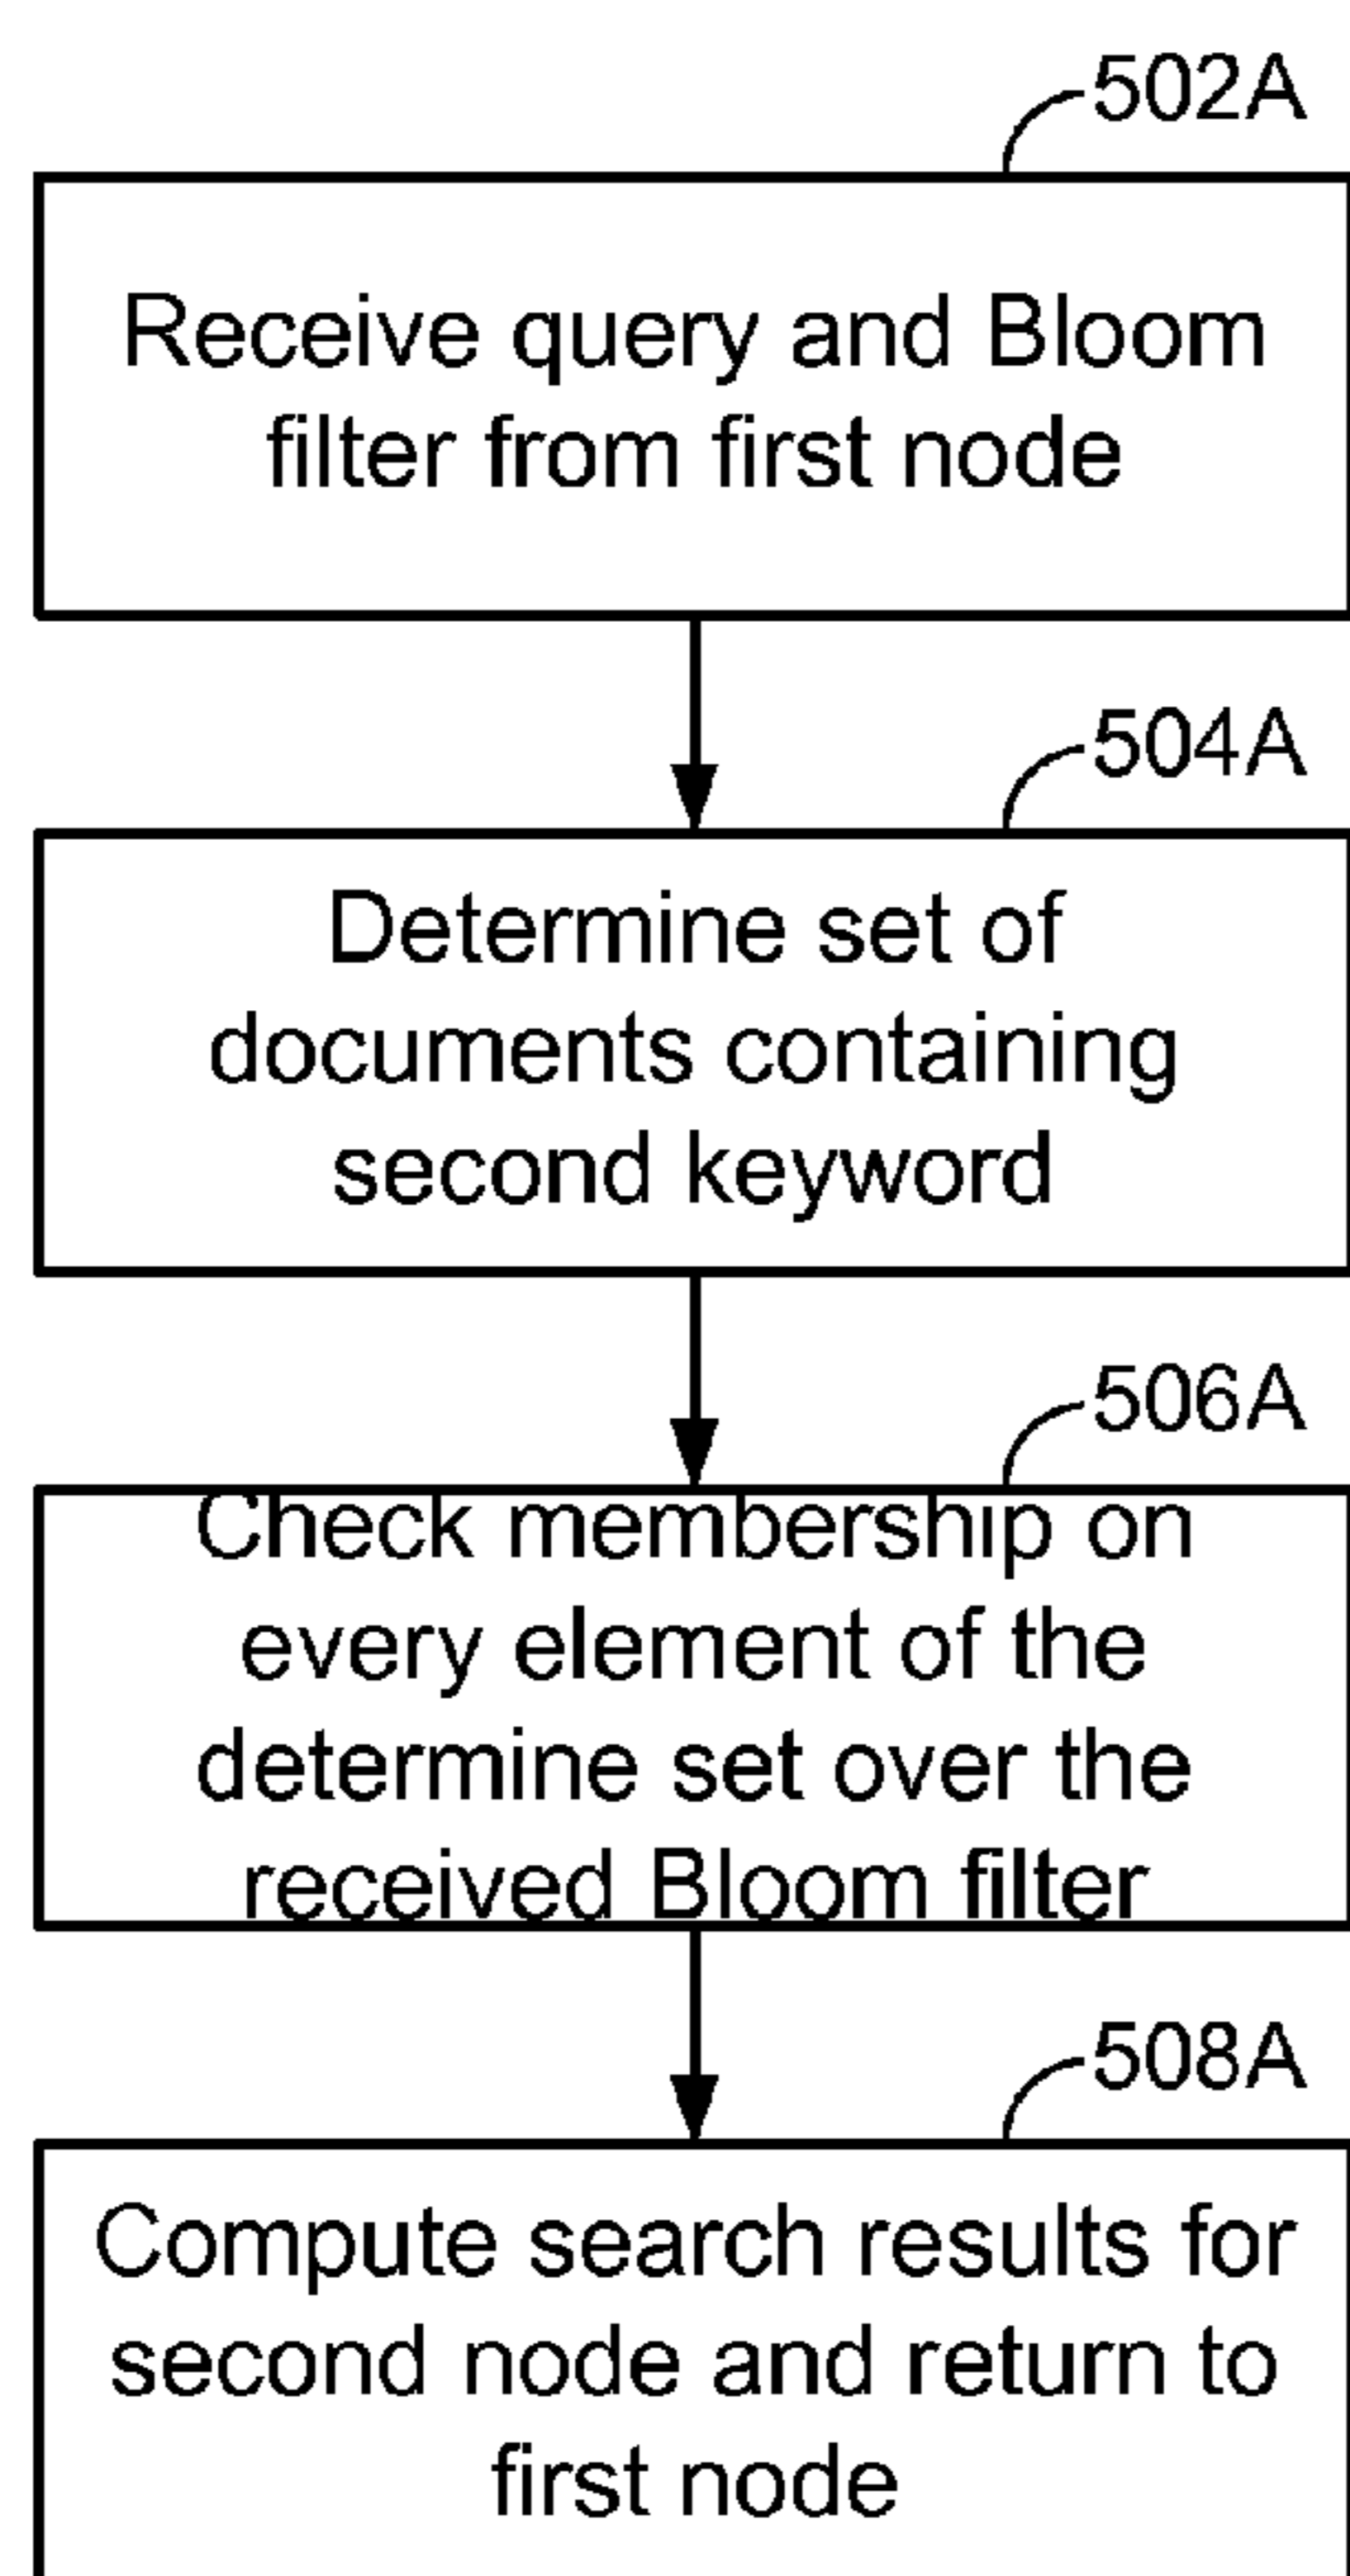 502A
Receive query and Bloom
filter from first node
504A
Determine set of
documents containing
second keyword
506A
Check membership on
every element of the
determine set over the
received Bloom filter
508A
Compute search results for
second node and return to
first node